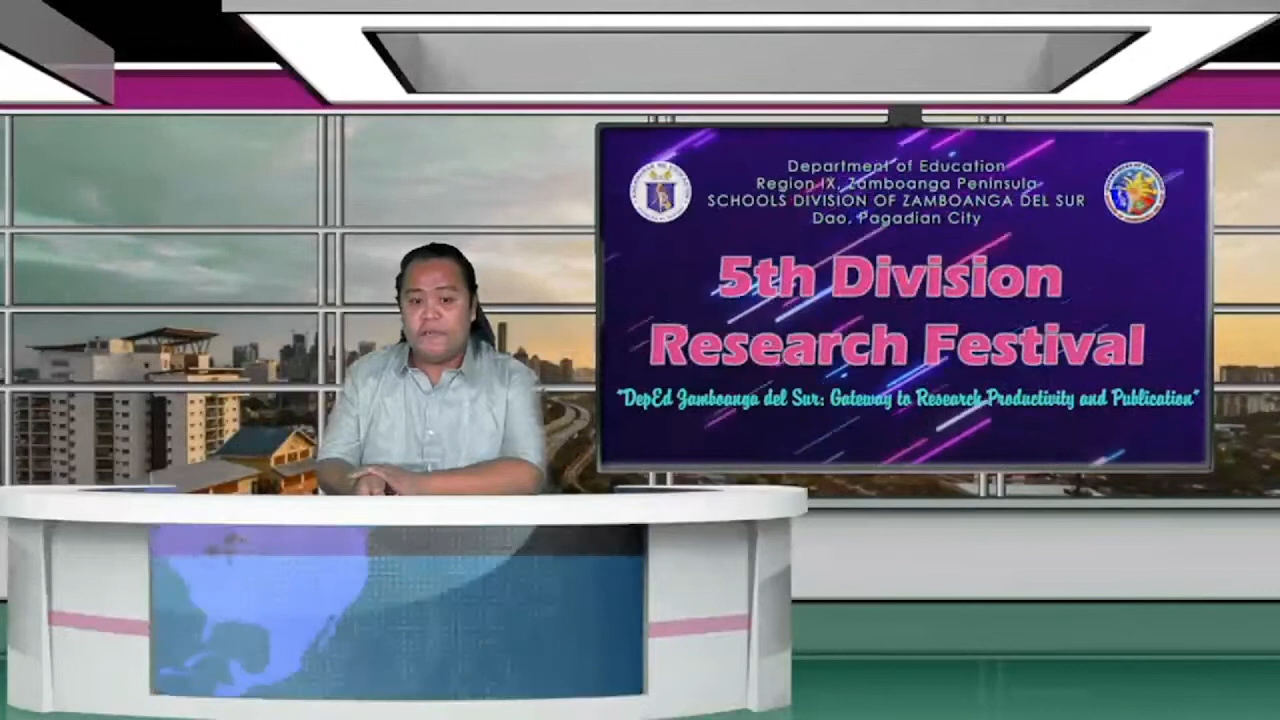 Department of Education
Region IX, Zamboanga Peninsula
SCHOOLS DIVISION OF ZAMBOANGA DEL SUR
Dao, Pagadian City
5th Division
Research Festival
"DepEd Zamboanga del Sur: Gateway to Research Productivity and Publication"